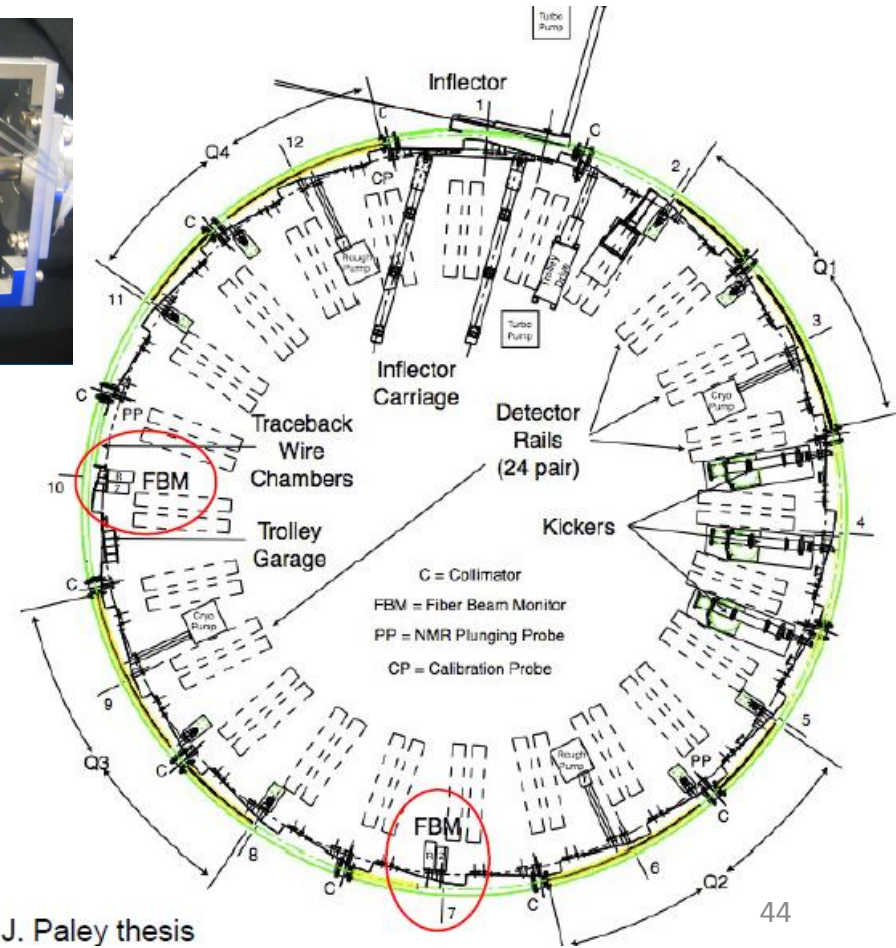 Turbo
Pump
Inflector
1
C
C
12
2
Q4
CP
Rough
Pump
Trolley
Drive
Q1
C
11
3
Turbo
Pump
Cryo
Pump
C
PP
Inflector
Carriage
Traceback
Wire
Chambers
Detector
Rails
(24 pair)
R
Z
FBM
10
Kickers
4
Trolley
Garage
C = Collimator
FBM = Fiber Beam Monitor
PP = NMR Plunging Probe
CP = Calibration Probe
C
Cryo
Pump
9
5
Rough
Pump
PP
Q3
C
C
FBM
R
Z
8
6
Q2
C
C
7
44
J. Paley thesis